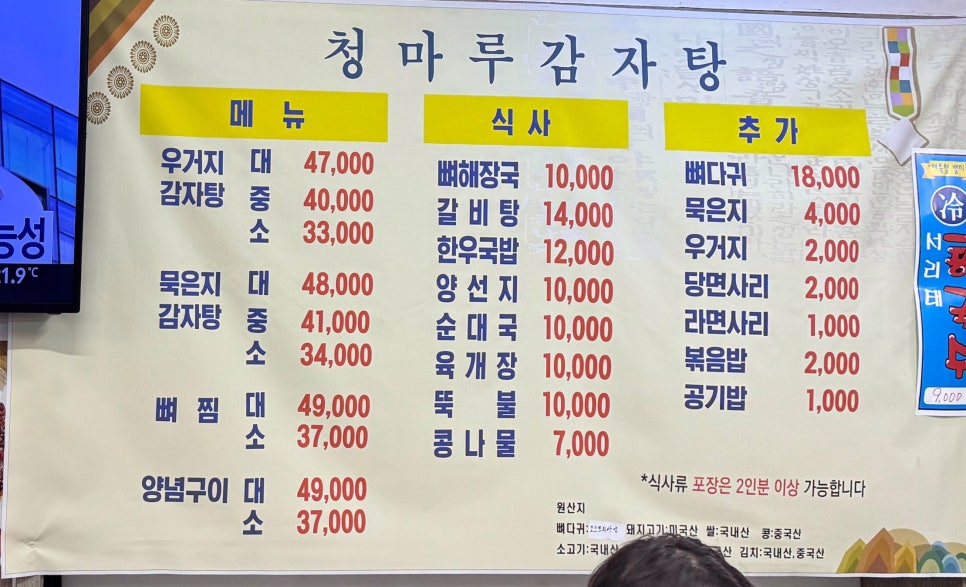 청마루감자탕
메뉴
우거지 대 47,000
감자탕 중 40,000
소 33,000
묵은지 대 48,000
감자탕 중 41,000
소 34,000
뼈찜 대 49,000
소 37,000
양념구이 대 49,000
소 37,000
식사
뼈해장국 10,000
갈비탕 14,000
한우국밥 12,000
양선지 10,000
순대국 10,000
육개장 10,000
뚝불 10,000
콩나물 7,000
추가
뼈다귀 18,000
묵은지 4,000
우거지 2,000
당면사리 2,000
라면사리 1,000
볶음밥 2,000
공기밥 1,000
*식사류 포장은 2인분 이상 가능합니다
원산지
뼈다귀: 돼지고기:미국산 쌀:국내산 콩:중국산
소고기:국내산 김치:국내산,중국산
능성
21.9℃
冷
서리태
9,000